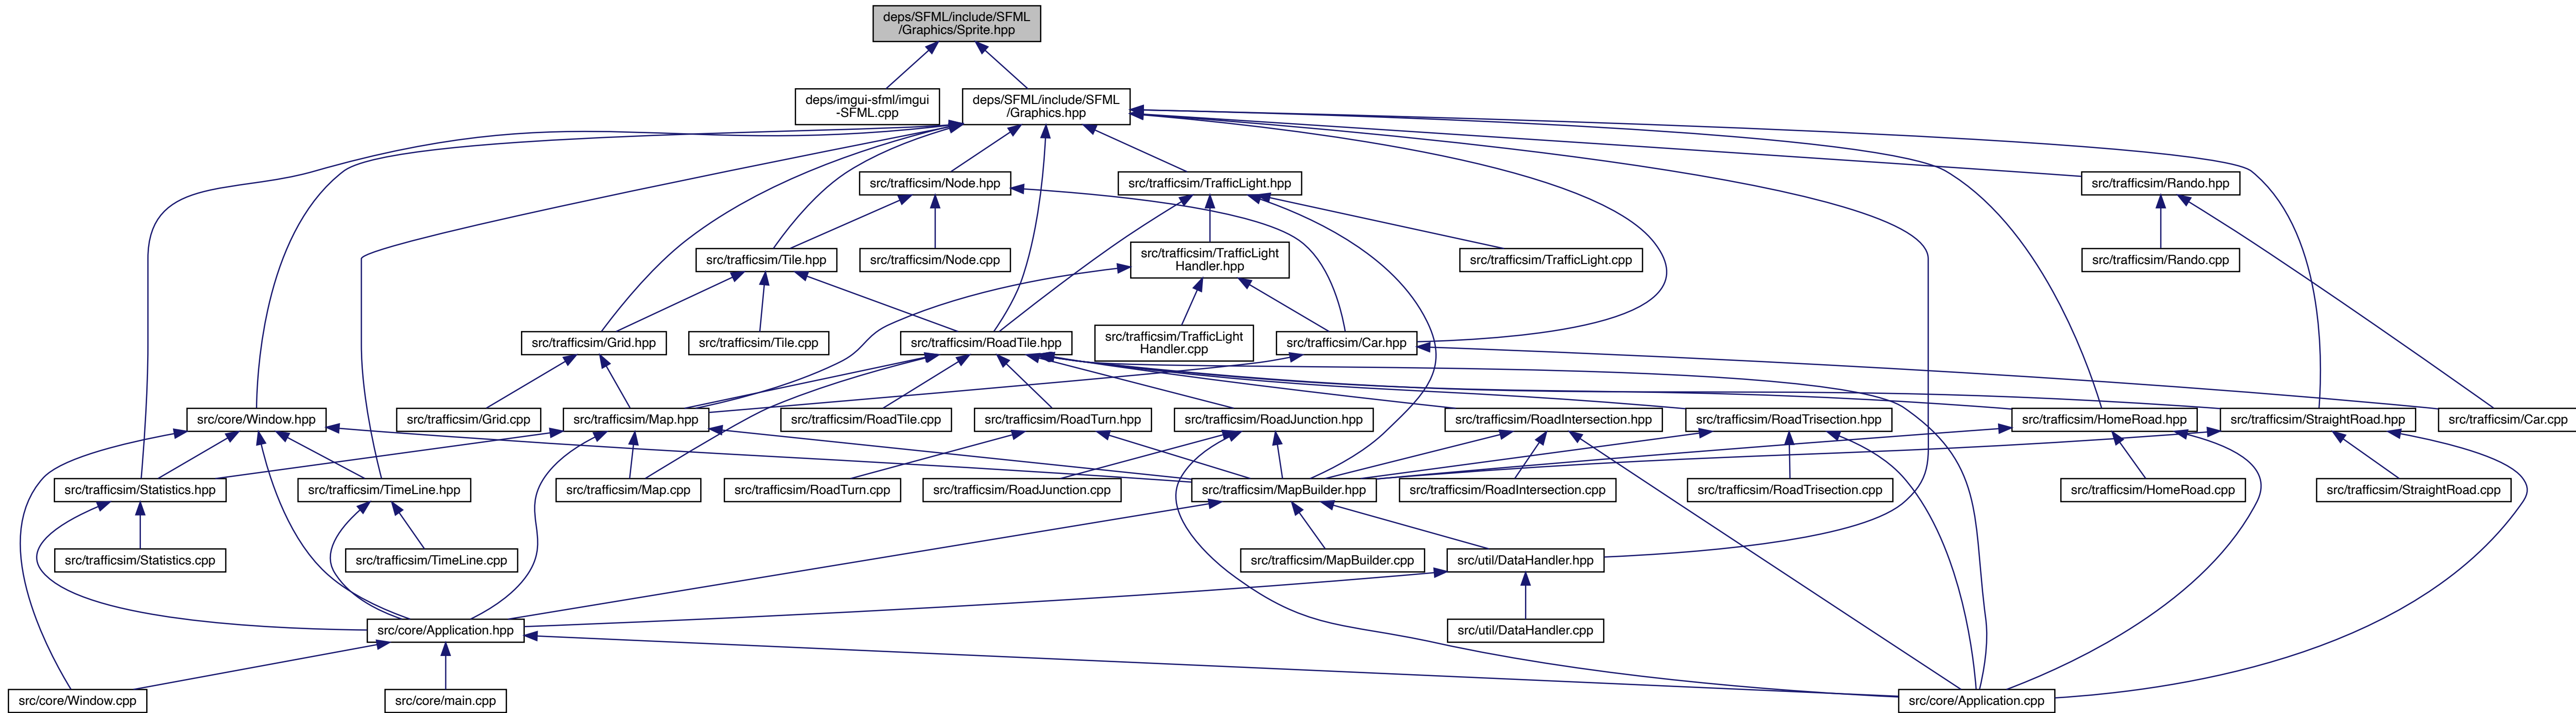 deps/SFML/include/SFML
/Graphics/Sprite.hpp
deps/imgui-sfml/imgui
-SFML.cpp
deps/SFML/include/SFML
/Graphics.hpp
src/trafficsim/Node.hpp
src/trafficsim/TrafficLight.hpp
src/trafficsim/Rando.hpp
src/trafficsim/Tile.hpp
src/trafficsim/Node.cpp
src/trafficsim/TrafficLight
Handler.hpp
src/trafficsim/TrafficLight.cpp
src/trafficsim/Rando.cpp
src/trafficsim/Grid.hpp
src/trafficsim/Tile.cpp
src/trafficsim/RoadTile.hpp
src/trafficsim/TrafficLight
Handler.cpp
src/trafficsim/Car.hpp
src/core/Window.hpp
src/trafficsim/Grid.cpp
src/trafficsim/Map.hpp
src/trafficsim/RoadTile.cpp
src/trafficsim/RoadTurn.hpp
src/trafficsim/RoadJunction.hpp
src/trafficsim/RoadIntersection.hpp
src/trafficsim/RoadTrisection.hpp
src/trafficsim/HomeRoad.hpp
src/trafficsim/StraightRoad.hpp
src/trafficsim/Car.cpp
src/trafficsim/Statistics.hpp
src/trafficsim/TimeLine.hpp
src/trafficsim/Map.cpp
src/trafficsim/RoadTurn.cpp
src/trafficsim/RoadJunction.cpp
src/trafficsim/MapBuilder.hpp
src/trafficsim/RoadIntersection.cpp
src/trafficsim/RoadTrisection.cpp
src/trafficsim/HomeRoad.cpp
src/trafficsim/StraightRoad.cpp
src/trafficsim/Statistics.cpp
src/trafficsim/TimeLine.cpp
src/trafficsim/MapBuilder.cpp
src/util/DataHandler.hpp
src/core/Application.hpp
src/util/DataHandler.cpp
src/core/Window.cpp
src/core/main.cpp
src/core/Application.cpp